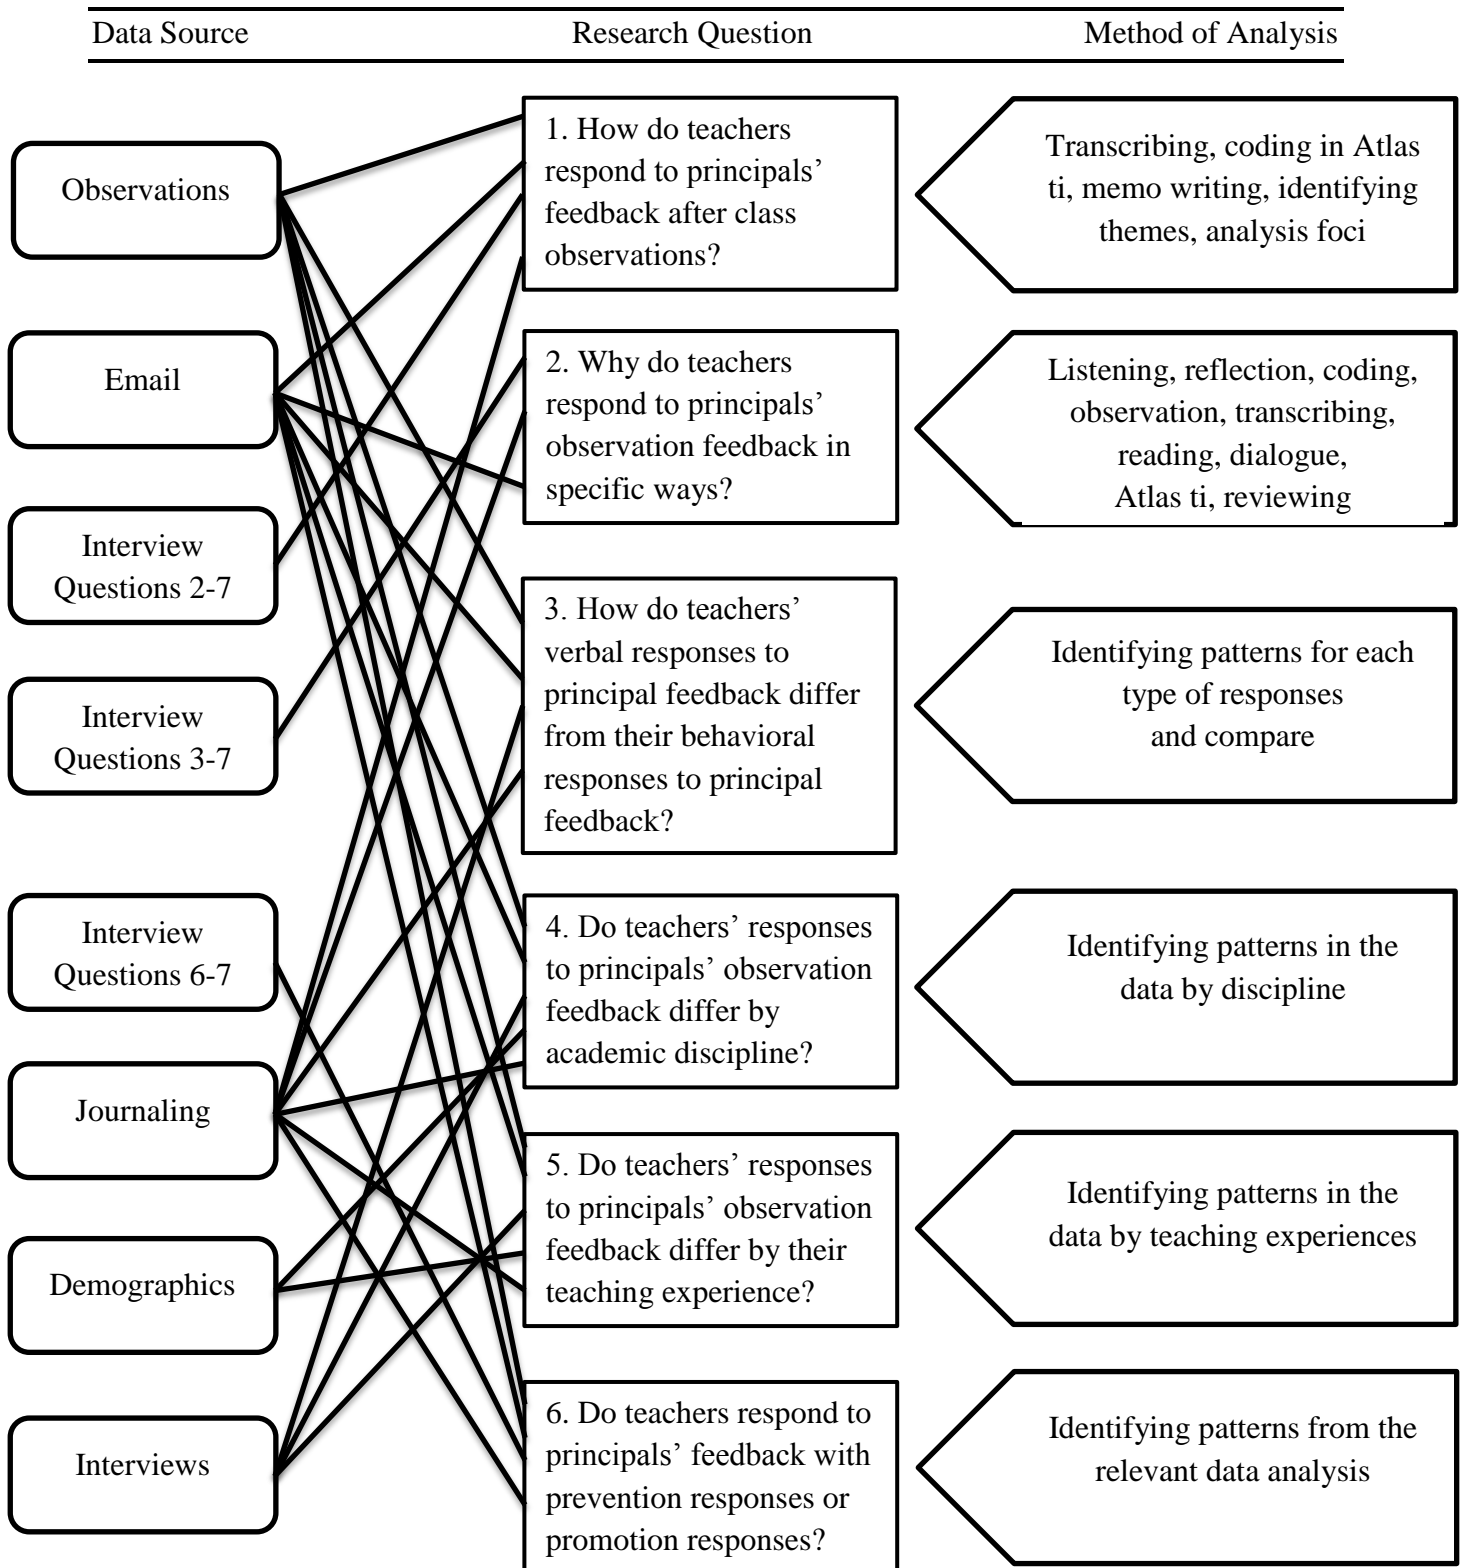 Data Source
Research Question
Method of Analysis
Observations
Email
Interview
Questions 2-7
Interview
Questions 3-7
Interview
Questions 6-7
Journaling
Demographics
Interviews
1. How do teachers
respond to principals’
feedback after class
observations?
2. Why do teachers
respond to principals’
observation feedback in
specific ways?
3. How do teachers’
verbal responses to
principal feedback differ
from their behavioral
responses to principal
feedback?
4. Do teachers’ responses
to principals’ observation
feedback differ by
academic discipline?
5. Do teachers’ responses
to principals’ observation
feedback differ by their
teaching experience?
6. Do teachers respond to
principals’ feedback with
prevention responses or
promotion responses?
Transcribing, coding in Atlas
ti, memo writing, identifying
themes, analysis foci
Listening, reflection, coding,
observation, transcribing,
reading, dialogue,
Atlas ti, reviewing
Identifying patterns for each
type of responses
and compare
Identifying patterns in the
data by discipline
Identifying patterns in the
data by teaching experiences
Identifying patterns from the
relevant data analysis